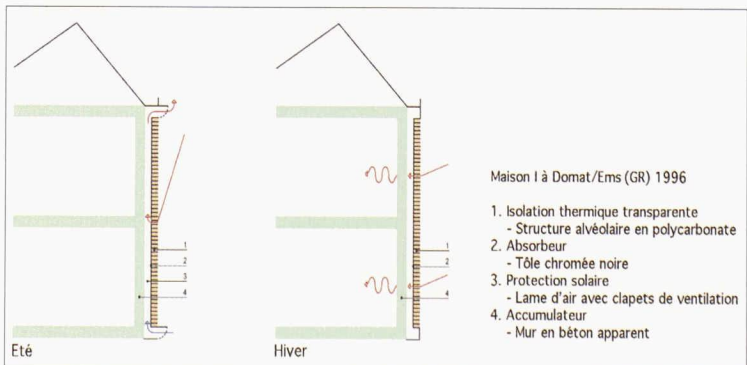 1
2
3
4
Eté
1
2
4
Hiver
Maison I à Domat/Ems (GR) 1996
1. Isolation thermique transparente
- Structure alvéolaire en polycarbonate
2. Absorbeur
- Tôle chromée noire
3. Protection solaire
- Lame d'air avec clapets de ventilation
4. Accumulateur
- Mur en béton apparent